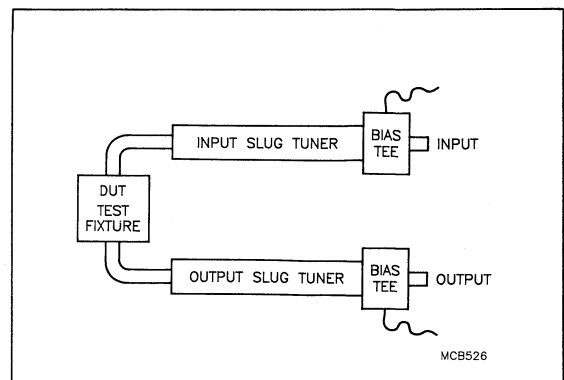 INPUT SLUG TUNER
BIAS
TEE
INPUT
DUT
TEST
FIXTURE
OUTPUT SLUG TUNER
BIAS
TEE
OUTPUT
MCB526